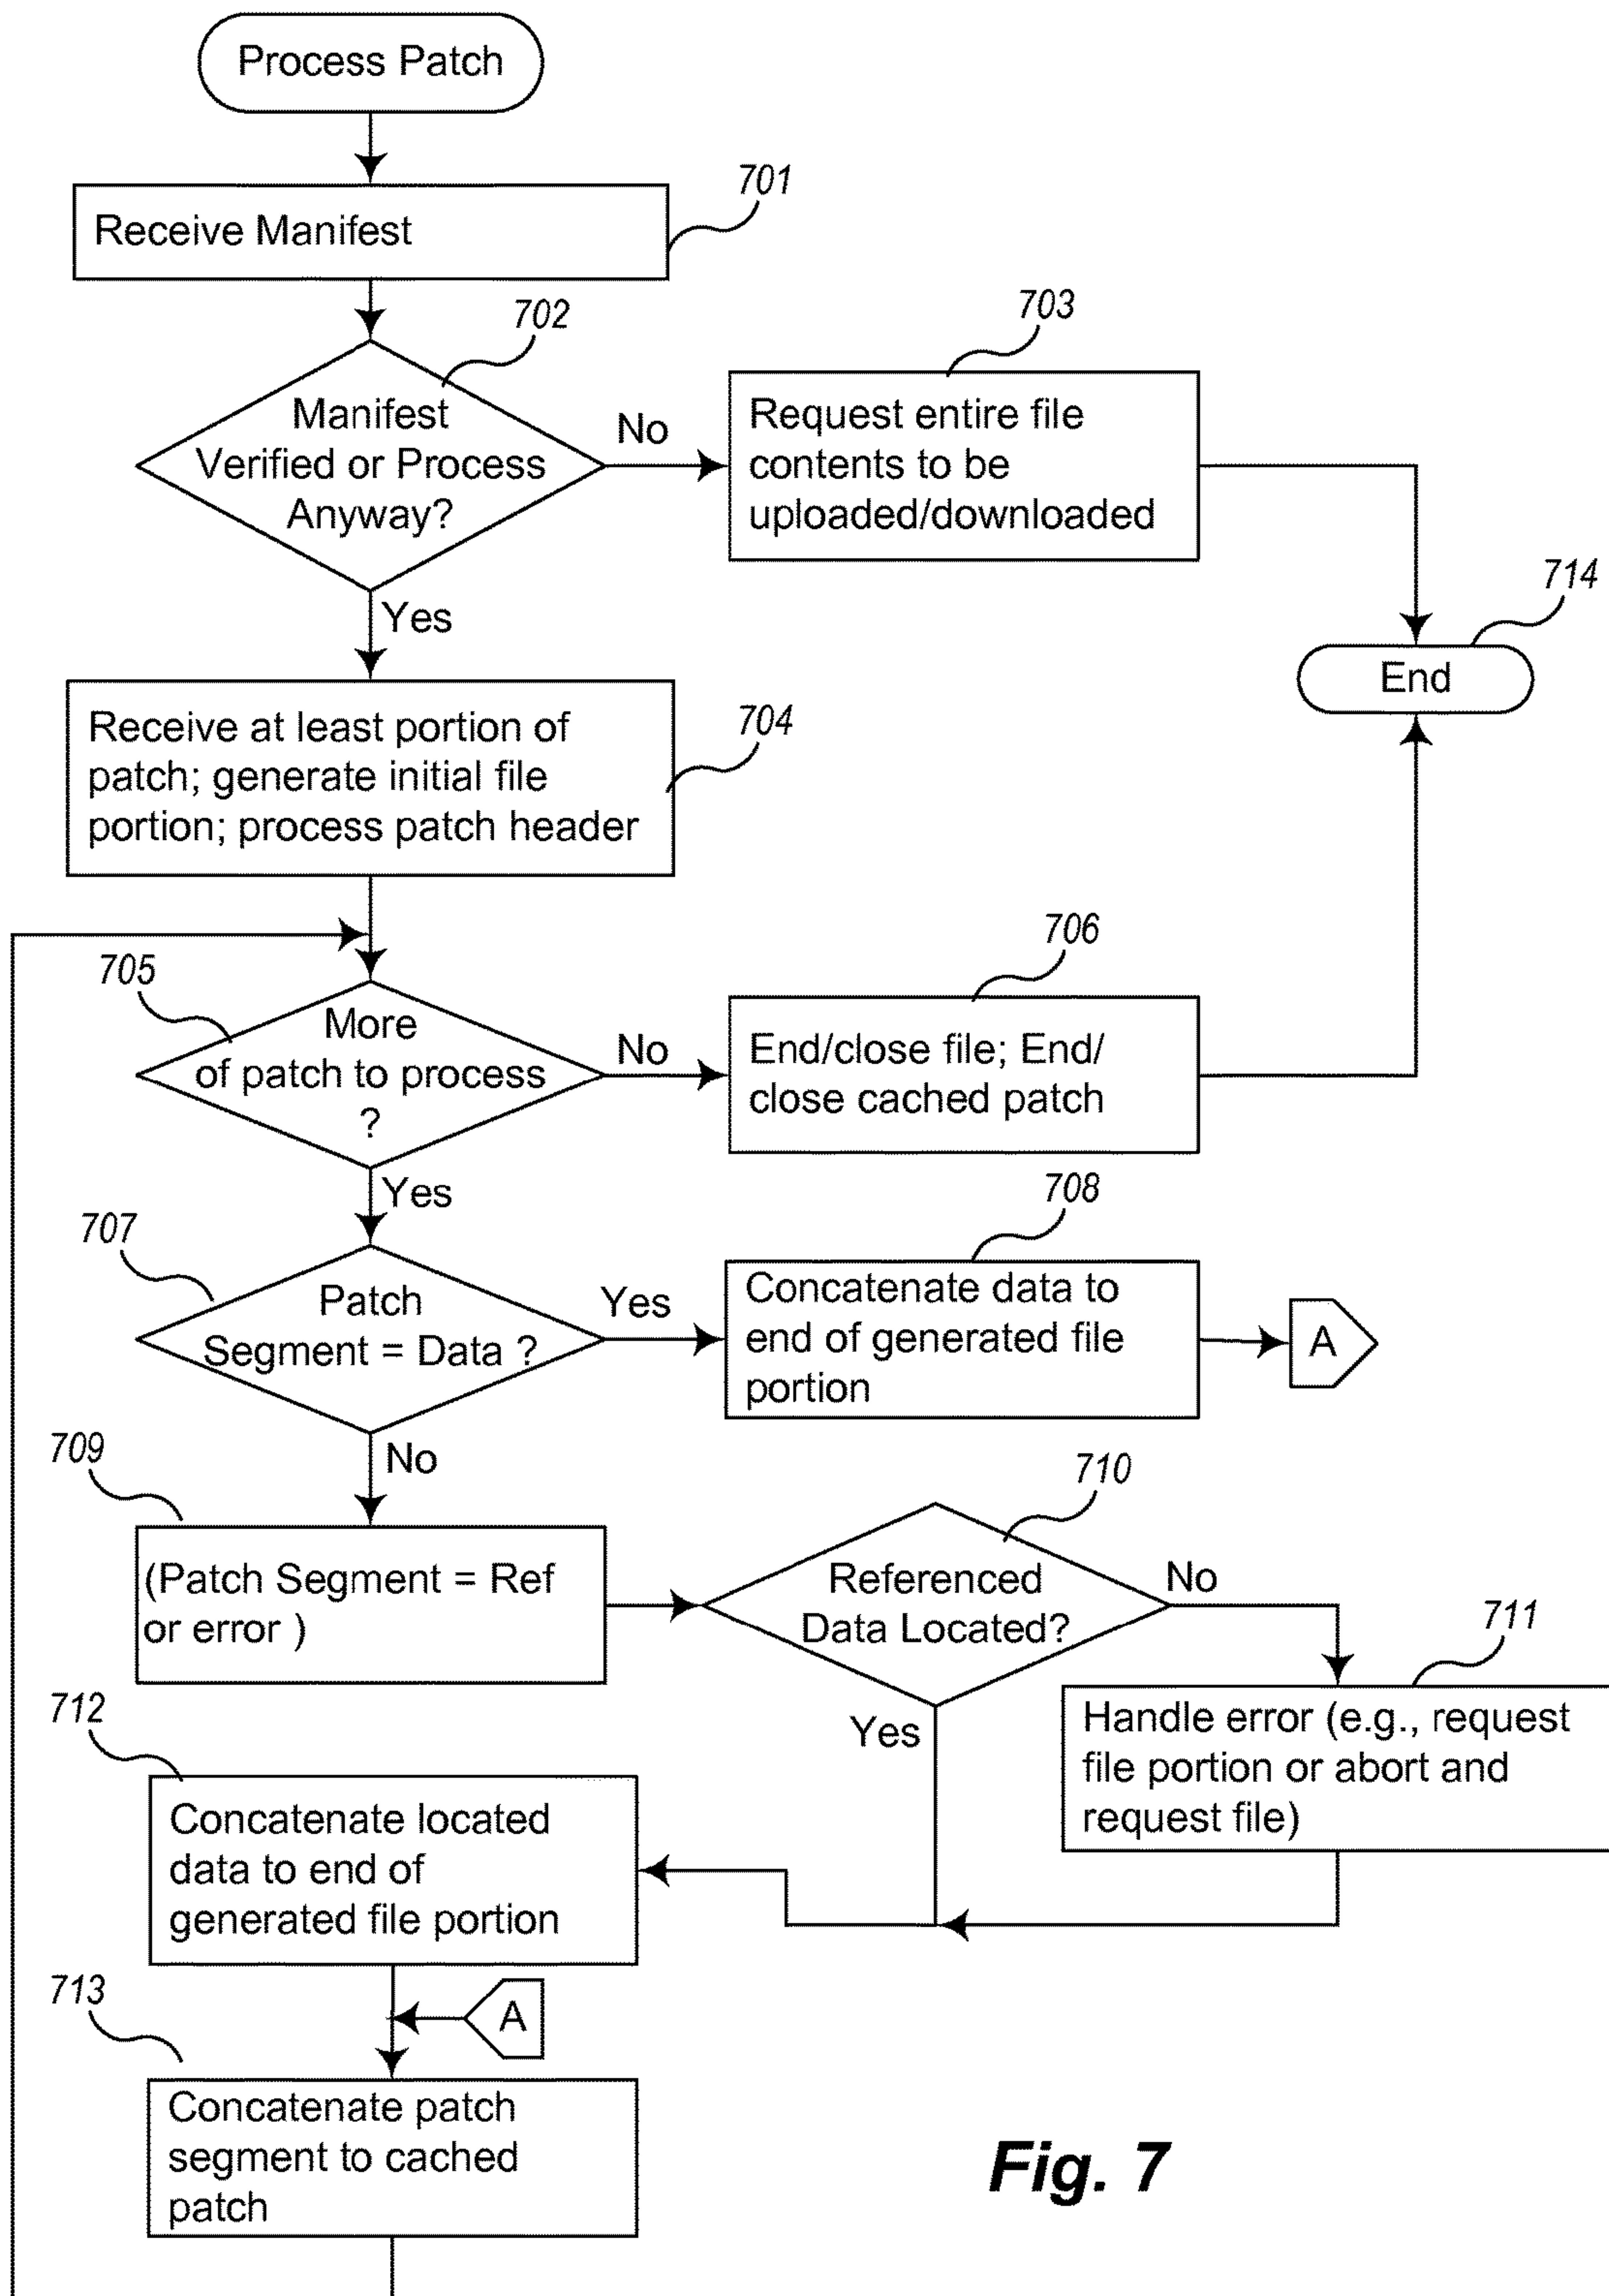 Process Patch
701
Receive Manifest
702
703
Manifest
Verified or Process
Anyway?
No
Request entire file
contents to be
uploaded/downloaded
Yes
714
End
704
Receive at least portion of
patch; generate initial file
portion; process patch header
705
706
More
of patch to process
?
No
End/close file; End/
close cached patch
Yes
707
708
Patch
Segment = Data ?
Yes
Concatenate data to
end of generated file
portion
A
No
709
710
(Patch Segment = Ref
or error )
Referenced
Data Located?
No
711
Yes
Handle error (e.g., request
file portion or abort and
request file)
712
Concatenate located
data to end of
generated file portion
713
A
Concatenate patch
segment to cached
patch
Fig. 7